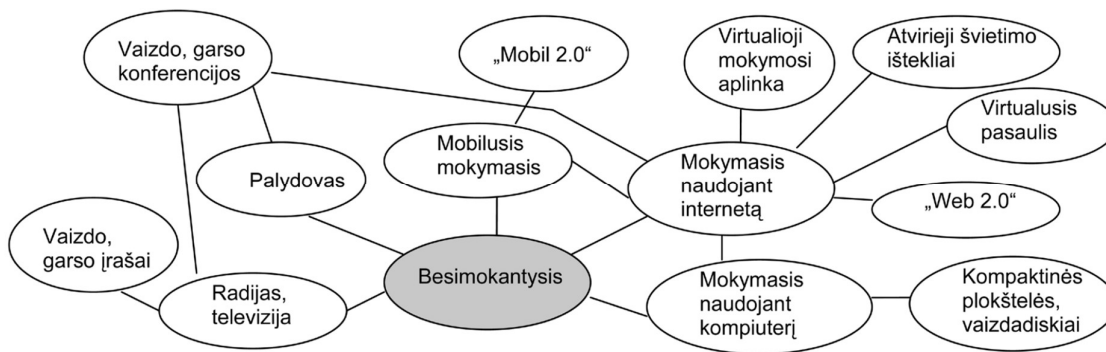 Vaizdo, garso
konferencijos
„Mobil 2.0“
Virtualioji
mokymosi
aplinka
Atvirieji švietimo
ištekliai
Virtualusis
pasaulis
Mobilusis
mokymasis
Palydovas
Mokymasis
naudojant
internetą
„Web 2.0“
Vaizdo,
garso įrašai
Besimokantysis
Radijas,
televizija
Mokymasis
naudojant
kompiuterį
Kompaktinės
plokštelės,
vaizdadiskiai